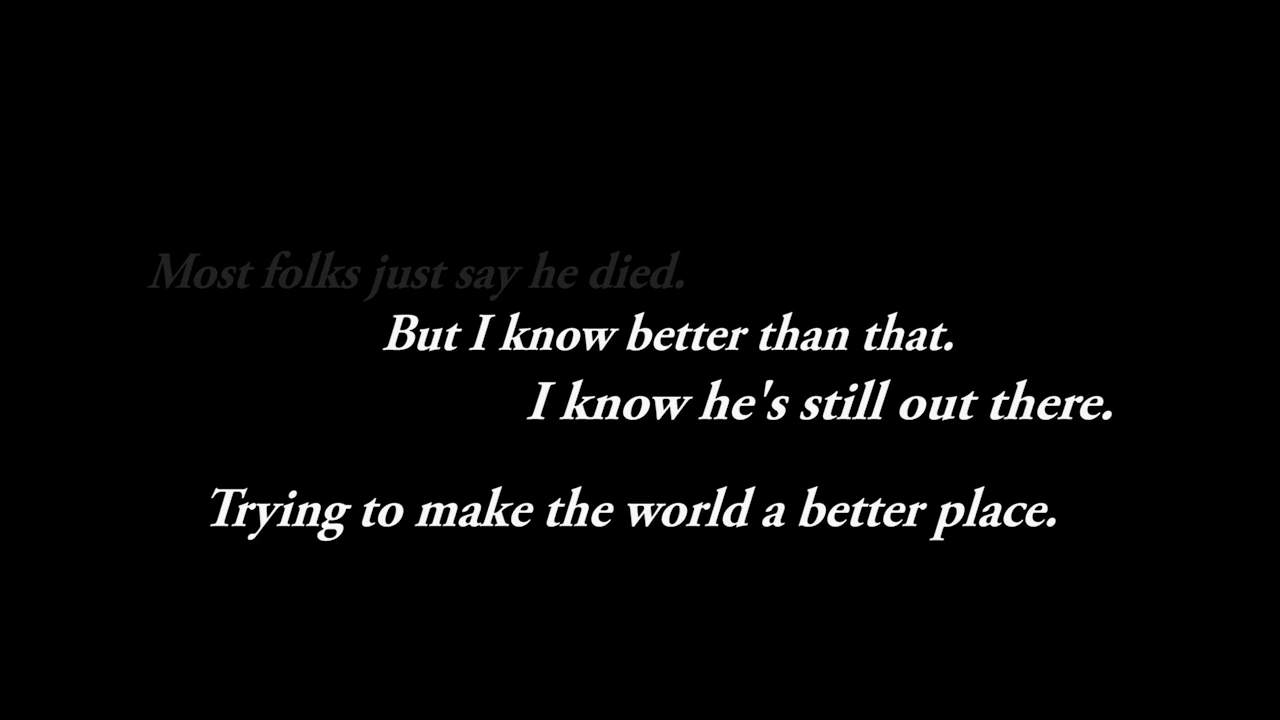 Most folks just say he died.
But I know better than that.
I know he's still out there.
Trying to make the world a better place.